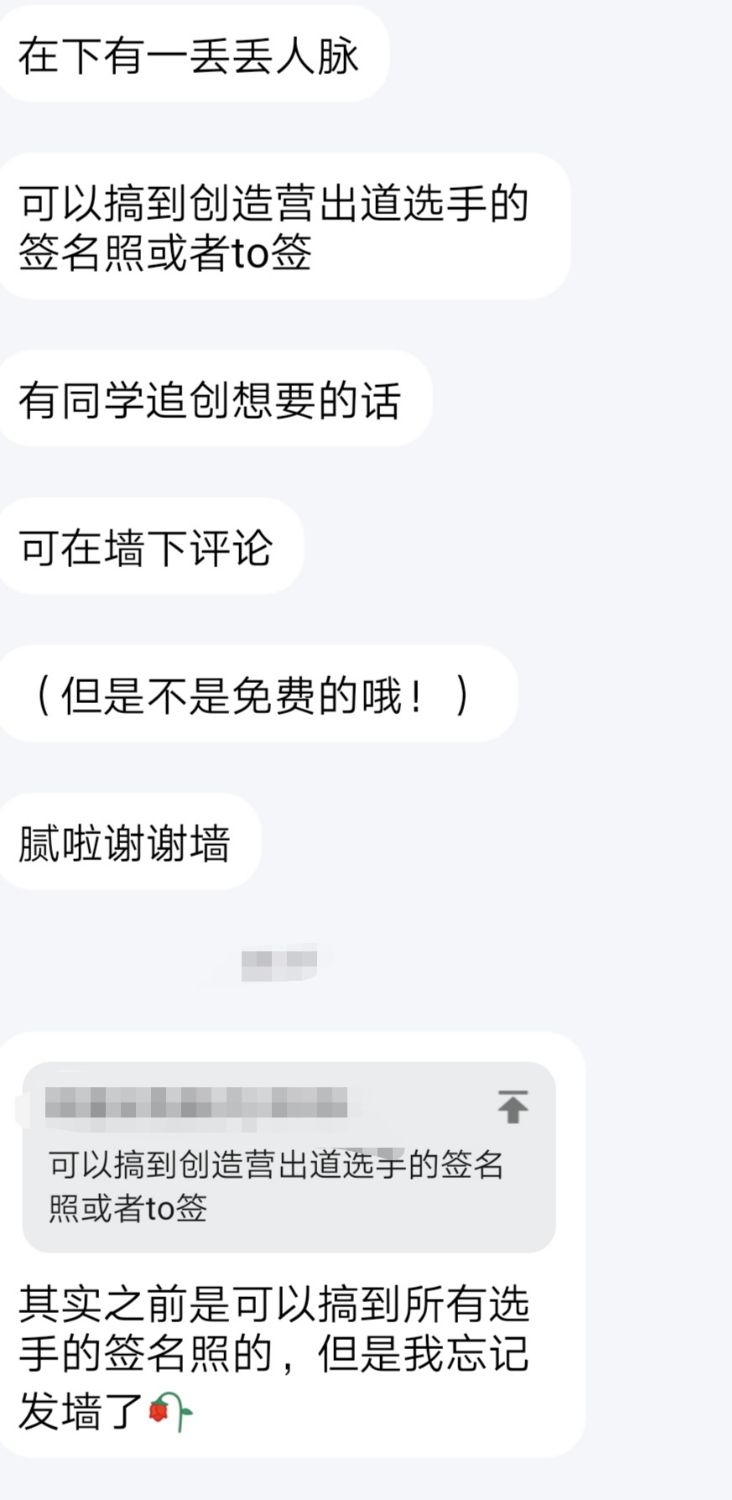 在下有一丢丢人脉
可以搞到创造营出道选手的
签名照或者to签
有同学追创想要的话
可在墙下评论
（但是不是免费的哦！）
腻啦谢谢墙
可以搞到创造营出道选手的签名
照或者to签
其实之前是可以搞到所有选
手的签名照的，但是我忘记
发墙了🥀